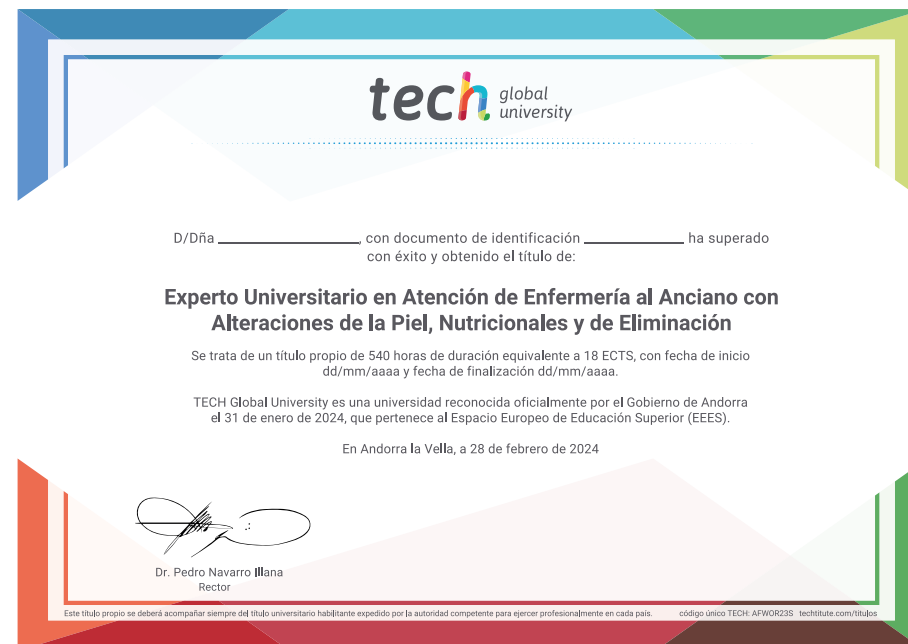 tech global university
D/Dña ____________________, con documento de identificación ______________ ha superado
con éxito y obtenido el título de:
Experto Universitario en Atención de Enfermería al Anciano con
Alteraciones de la Piel, Nutricionales y de Eliminación
Se trata de un título propio de 540 horas de duración equivalente a 18 ECTS, con fecha de inicio
dd/mm/aaaa y fecha de finalización dd/mm/aaaa.
TECH Global University es una universidad reconocida oficialmente por el Gobierno de Andorra
el 31 de enero de 2024, que pertenece al Espacio Europeo de Educación Superior (EEES).
En Andorra la Vella, a 28 de febrero de 2024
Dr. Pedro Navarro Illana
Rector
Este título propio se deberá acompañar siempre del título universitario habilitante expedido por la autoridad competente para ejercer profesionalmente en cada país. código único TECH: AFWOR23S techtitute.com/titulos